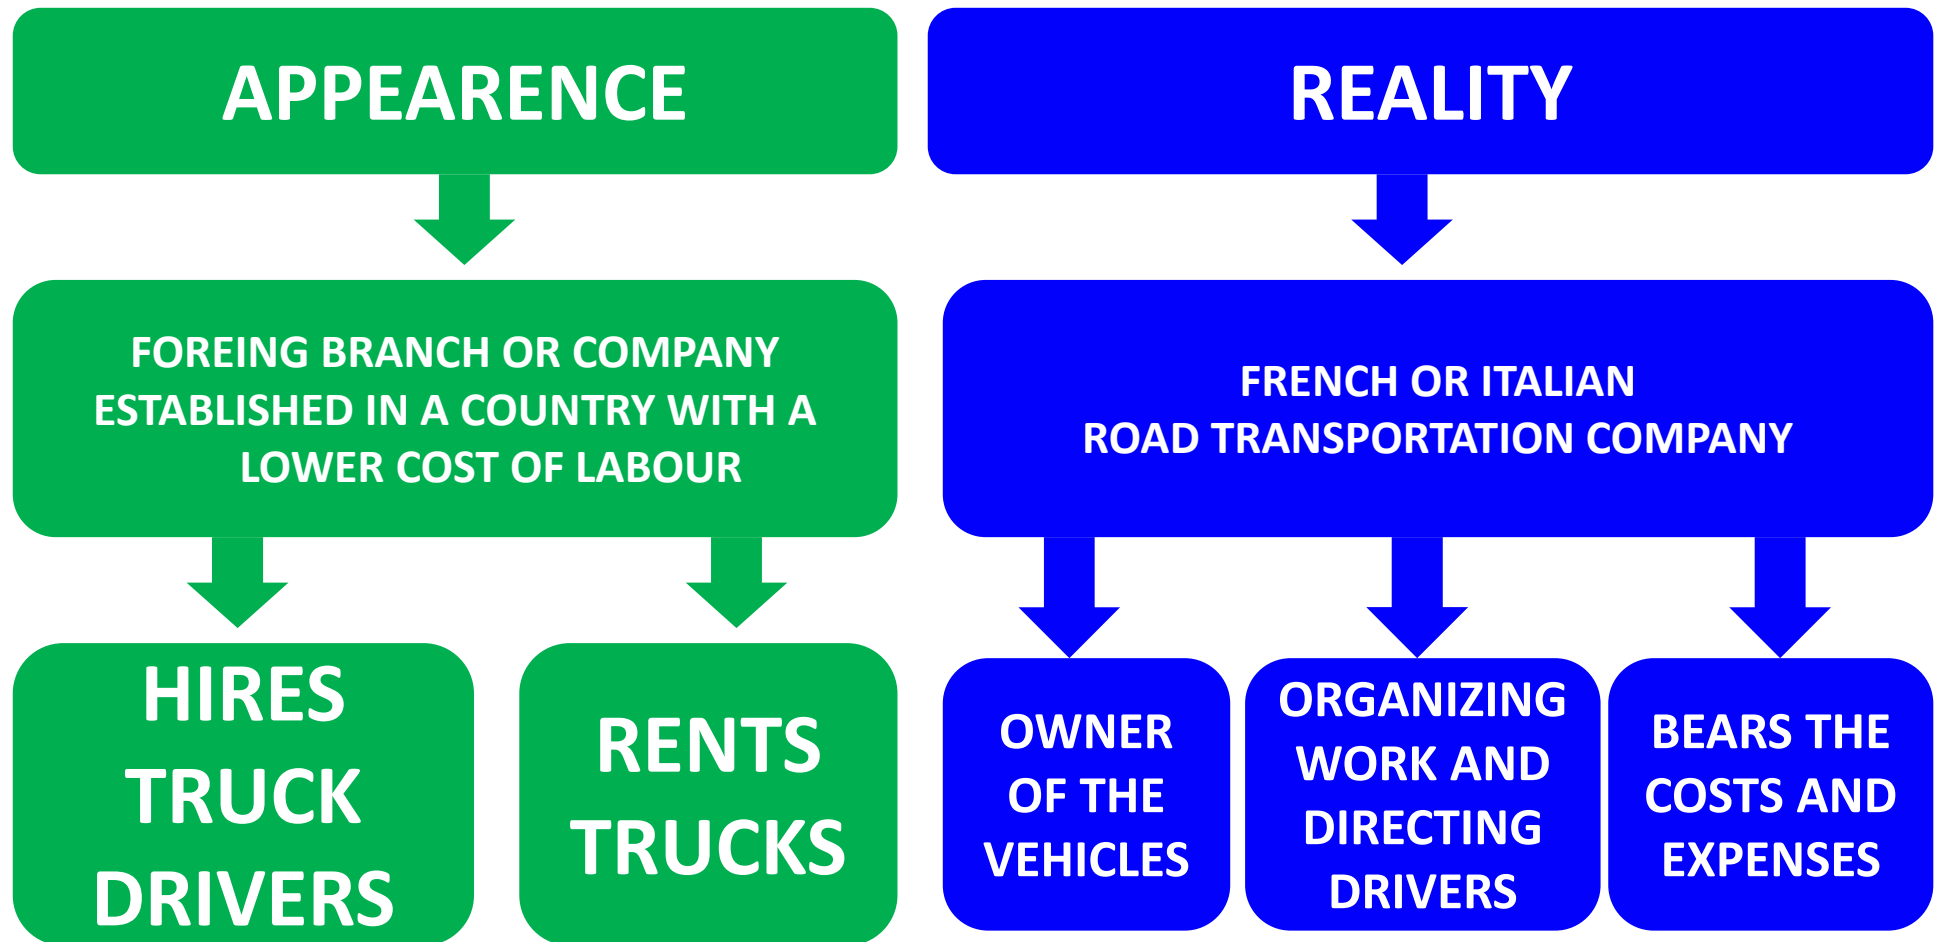 APPEARENCE
REALITY
FOREING BRANCH OR COMPANY
ESTABLISHED IN A COUNTRY WITH A
LOWER COST OF LABOUR
FRENCH OR ITALIAN
ROAD TRANSPORTATION COMPANY
HIRES
TRUCK
DRIVERS
RENTS
TRUCKS
OWNER
OF THE
VEHICLES
ORGANIZING
WORK AND
DIRECTING
DRIVERS
BEARS THE
COSTS AND
EXPENSES